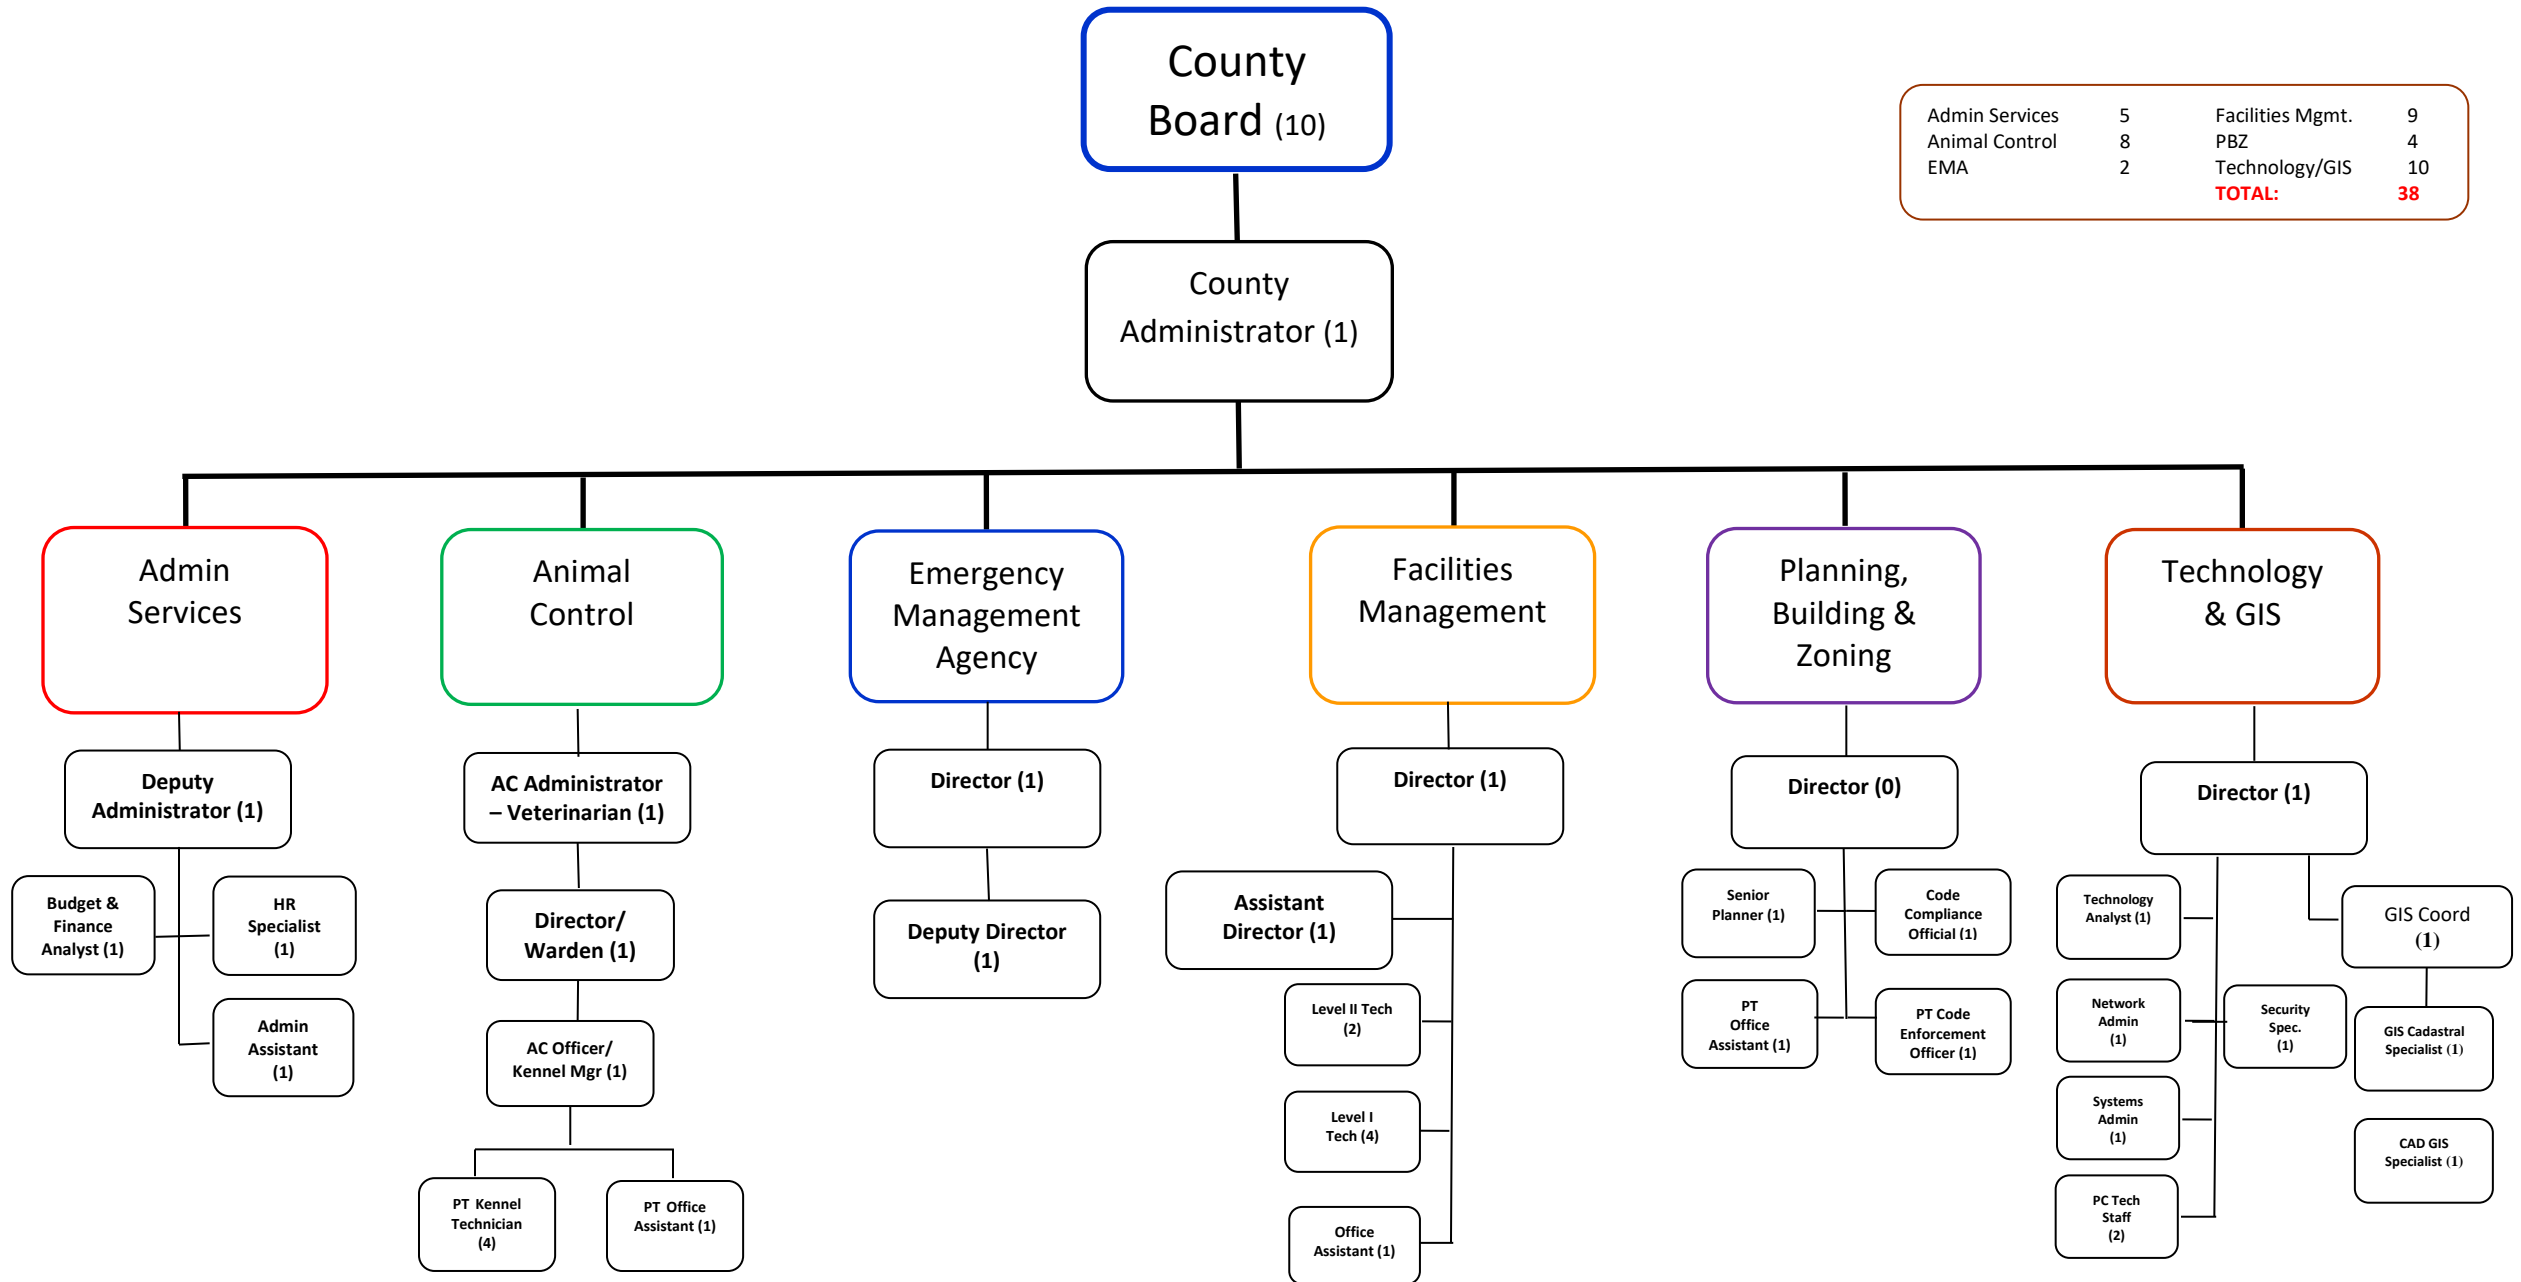 County
Board (10)
Admin Services 5 Facilities Mgmt. 9
Animal Control 8 PBZ 4
EMA 2 Technology/GIS 10
TOTAL: 38
County
Administrator (1)
Admin
Services
Animal
Control
Emergency
Management
Agency
Facilities
Management
Planning,
Building &
Zoning
Technology
& GIS
Deputy
Administrator (1)
Budget &
Finance
Analyst (1)
HR
Specialist
(1)
Admin
Assistant
(1)
AC Administrator
– Veterinarian (1)
Director/
Warden (1)
AC Officer/
Kennel Mgr (1)
PT Kennel
Technician
(4)
PT Office
Assistant (1)
Director (1)
Deputy Director
(1)
Director (1)
Assistant
Director (1)
Level II Tech
(2)
Level I
Tech (4)
Office
Assistant (1)
Director (0)
Senior
Planner (1)
Code
Compliance
Official (1)
PT
Office
Assistant (1)
PT Code
Enforcement
Officer (1)
Director (1)
Technology
Analyst (1)
Network
Admin
(1)
Security
Spec.
(1)
Systems
Admin
(1)
PC Tech
Staff
(2)
GIS Coord
(1)
GIS Cadastral
Specialist (1)
CAD GIS
Specialist (1)